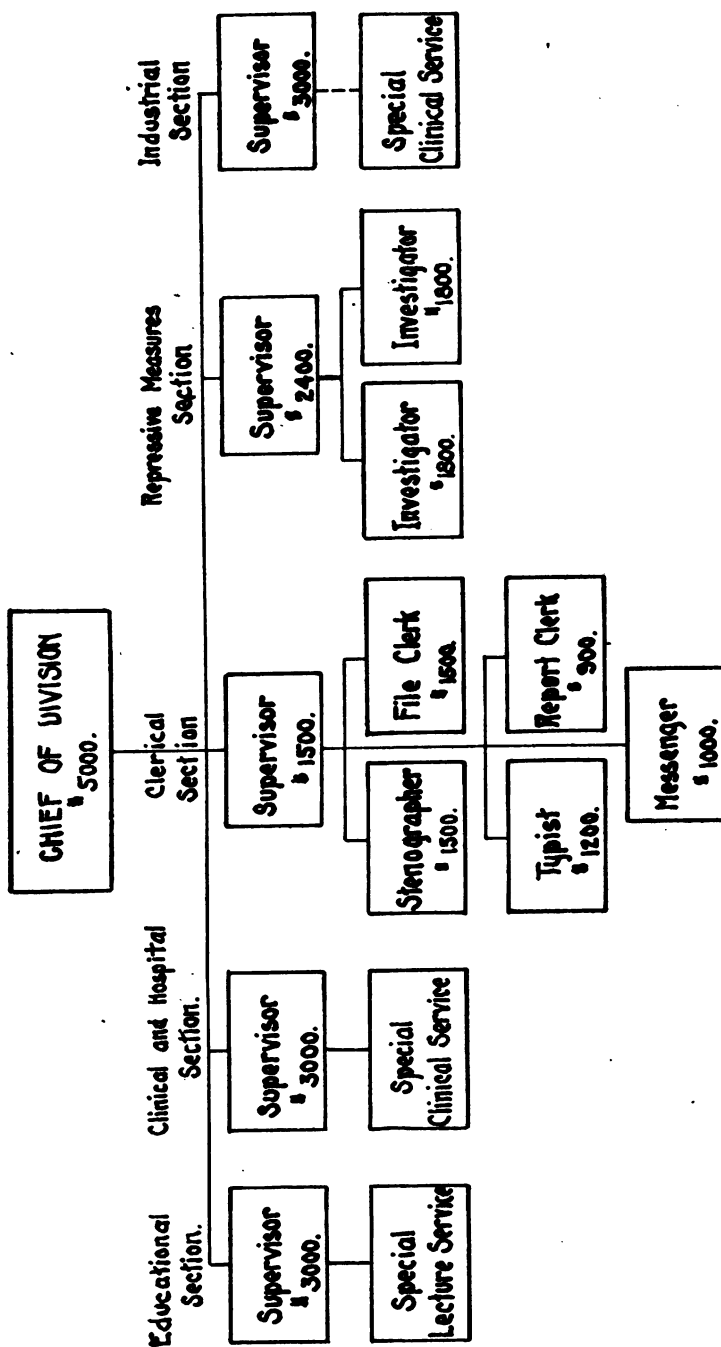 CHIEF OF DIVISION
$ 5000.
Educational
Section.
Clinical and Hospital
Section.
Clerical
Section
Repressive Measures
Section
Industrial
Section
Supervisor
$ 3000.
Supervisor
$ 3000.
Supervisor
$ 1500.
Supervisor
$ 2400.
Supervisor
$ 3000.
Special
Lecture Service
Special
Clinical Service
Stenographer
$ 1500.
File Clerk
$ 1600.
Investigator
$ 1800.
Investigator
$ 1800.
Special
Clinical Service
Typist
$ 1200.
Report Clerk
$ 900.
Messenger
$ 1000.